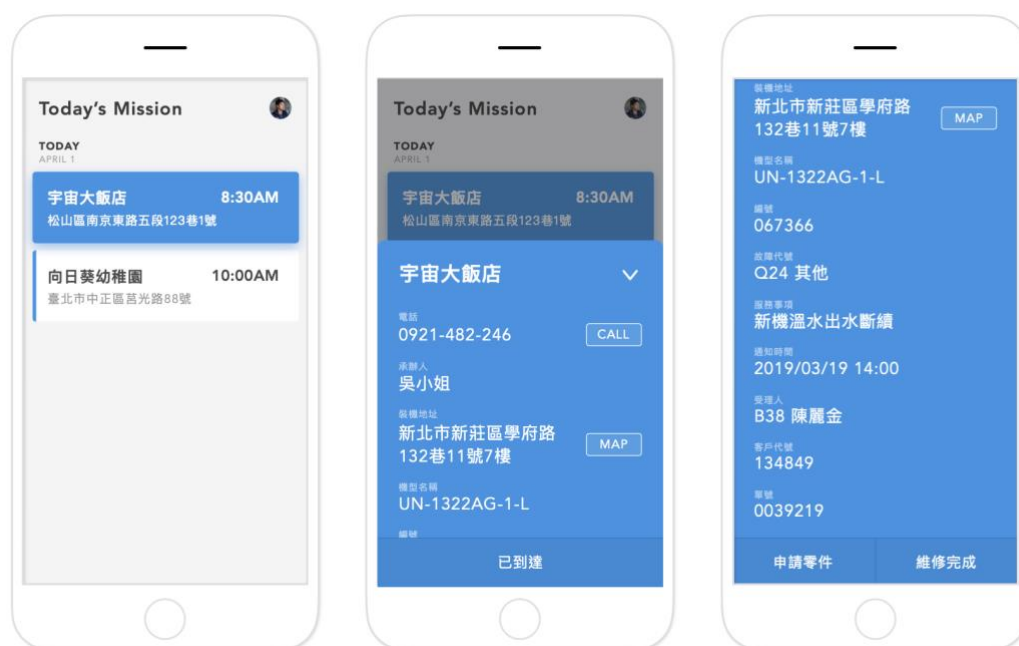 Today's Mission
TODAY
APRIL 1
宇宙大飯店
8:30AM
松山區南京東路五段123巷1號
向日葵幼稚園
10:00AM
臺北市中正區莒光路88號
Today's Mission
TODAY
APRIL 1
宇宙大飯店
8:30AM
松山區南京東路五段123巷1號
宇宙大飯店
電話
0921-482-246
CALL
承辦人
吳小姐
裝機地址
新北市新莊區學府路
132巷11號7樓
MAP
機型名稱
UN-1322AG-1-L
編號
已到達
裝機地址
新北市新莊區學府路
132巷11號7樓
MAP
機型名稱
UN-1322AG-1-L
編號
067366
故障代號
Q24 其他
服務事項
新機溫水出水斷續
通知時間
2019/03/19 14:00
受理人
B38 陳麗金
客戶代號
134849
單號
0039219
申請零件
維修完成